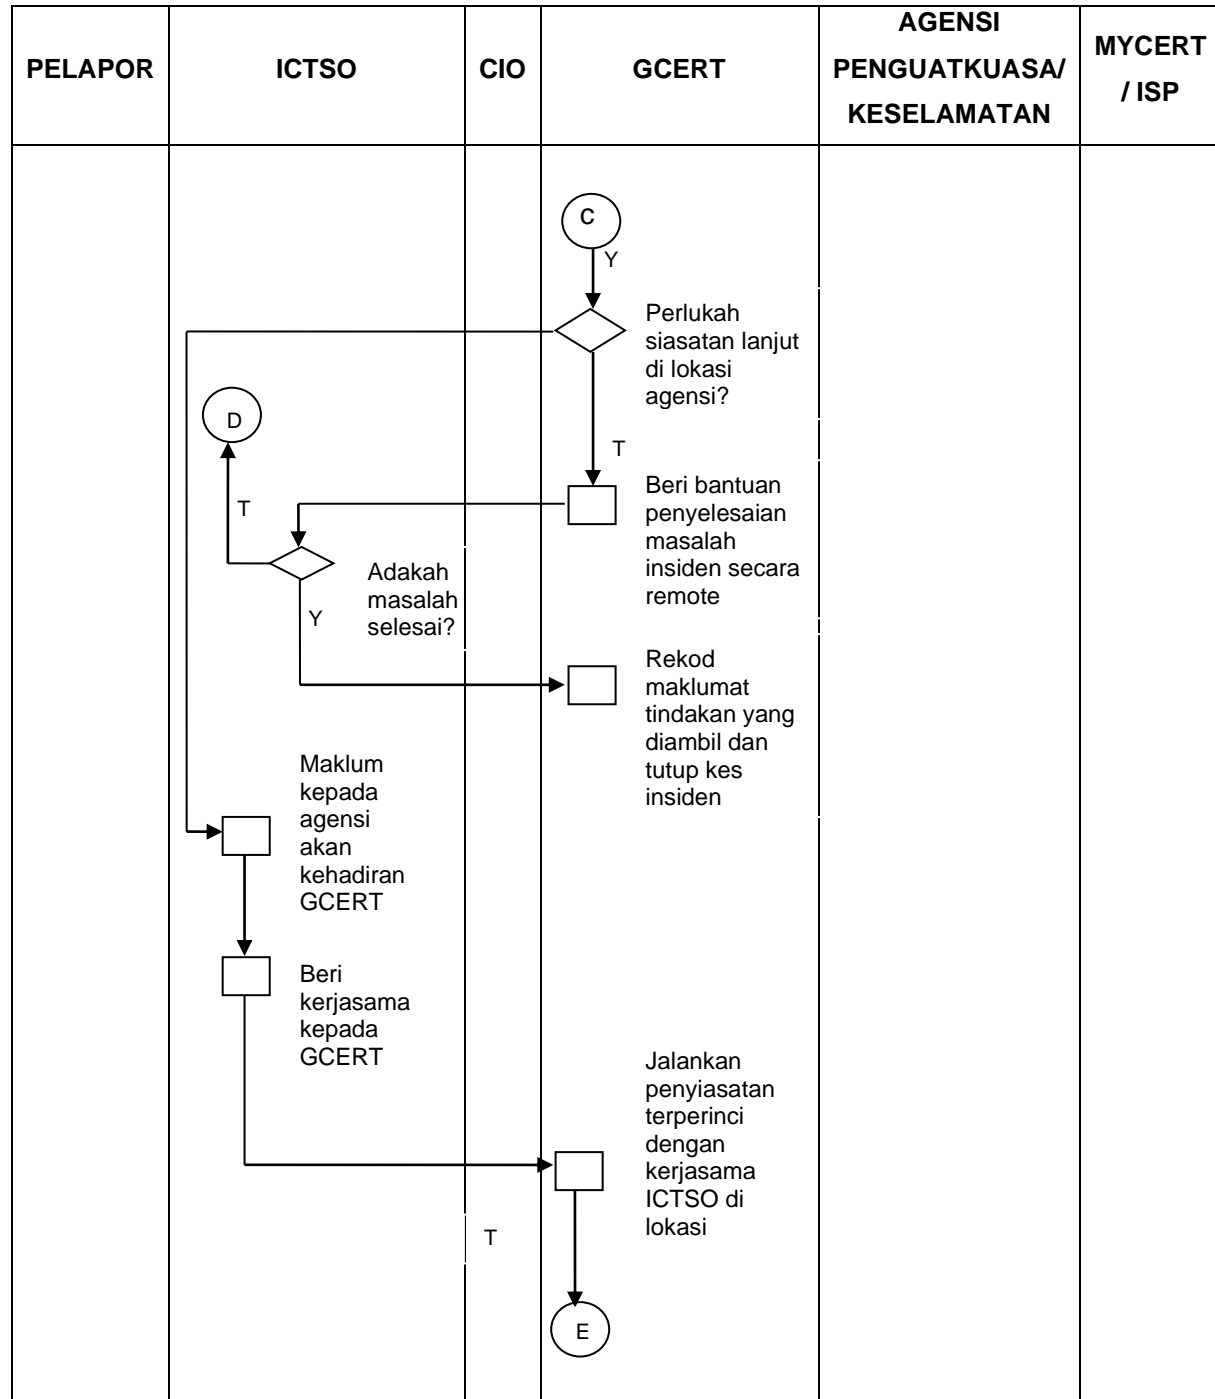 PELAPOR
ICTSO
CIO
GCERT
AGENSI
PENGUATKUASA/
KESELAMATAN
MYCERT
/ ISP
C
Y
Perlukah
siasatan lanjut
di lokasi
agensi?
D
T
T
Beri bantuan
penyelesaian
masalah
insiden secara
remote
Adakah
masalah
selesai?
Y
Rekod
maklumat
tindakan yang
diambil dan
tutup kes
insiden
Maklum
kepada
agensi
akan
kehadiran
GCERT
Beri
kerjasama
kepada
GCERT
Jalankan
penyiasatan
terperinci
dengan
kerjasama
ICTSO di
lokasi
T
E